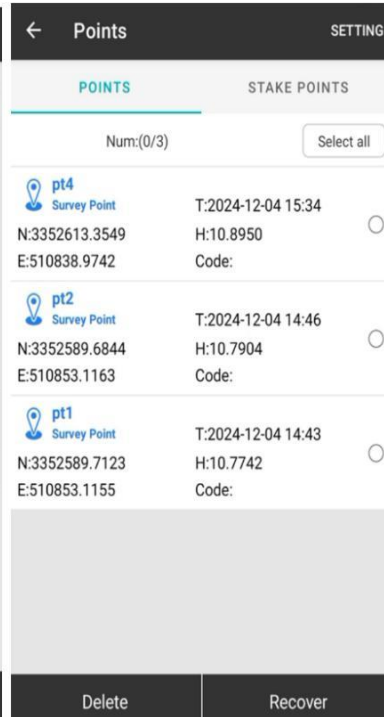 ← Points SETTING
POINTS STAKE POINTS
Num:(0/3) Select all
pt4
Survey Point T:2024-12-04 15:34
N:3352613.3549 H:10.8950
E:510838.9742 Code:
pt2
Survey Point T:2024-12-04 14:46
N:3352589.6844 H:10.7904
E:510853.1163 Code:
pt1
Survey Point T:2024-12-04 14:43
N:3352589.7123 H:10.7742
E:510853.1155 Code:
Delete Recover